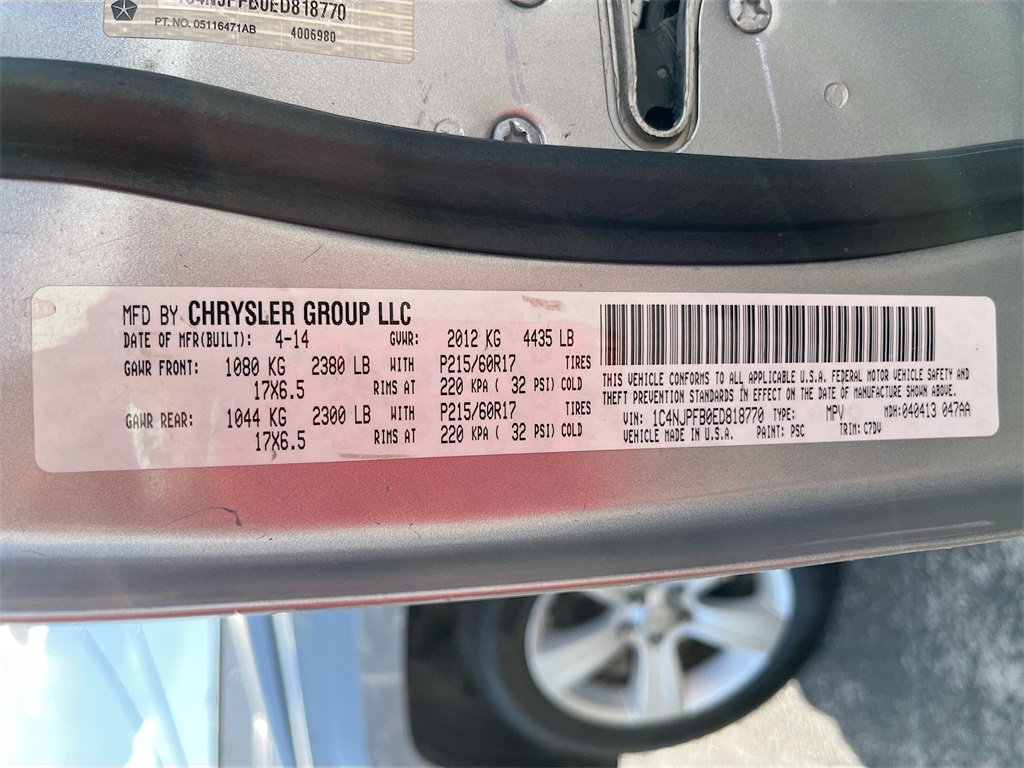 NJPFB0ED818770
PT. NO. 05116471AB 4006980
MFD BY CHRYSLER GROUP LLC
DATE OF MFR(BUILT): 4-14 GVWR: 2012 KG 4435 LB
GAWR FRONT: 1080 KG 2380 LB WITH P215/60R17 TIRES
17X6.5 RIMS AT 220 KPA ( 32 PSI) COLD
GAWR REAR: 1044 KG 2300 LB WITH P215/60R17 TIRES
17X6.5 RIMS AT 220 KPA ( 32 PSI) COLD
THIS VEHICLE CONFORMS TO ALL APPLICABLE U.S.A. FEDERAL MOTOR VEHICLE SAFETY AND
THEFT PREVENTION STANDARDS IN EFFECT ON THE DATE OF MANUFACTURE SHOWN ABOVE.
VIN: 1C4NJPFB0ED818770 TYPE: MPV MDH:040413 047AA
VEHICLE MADE IN U.S.A. PAINT: PSC TRIM: C7DV